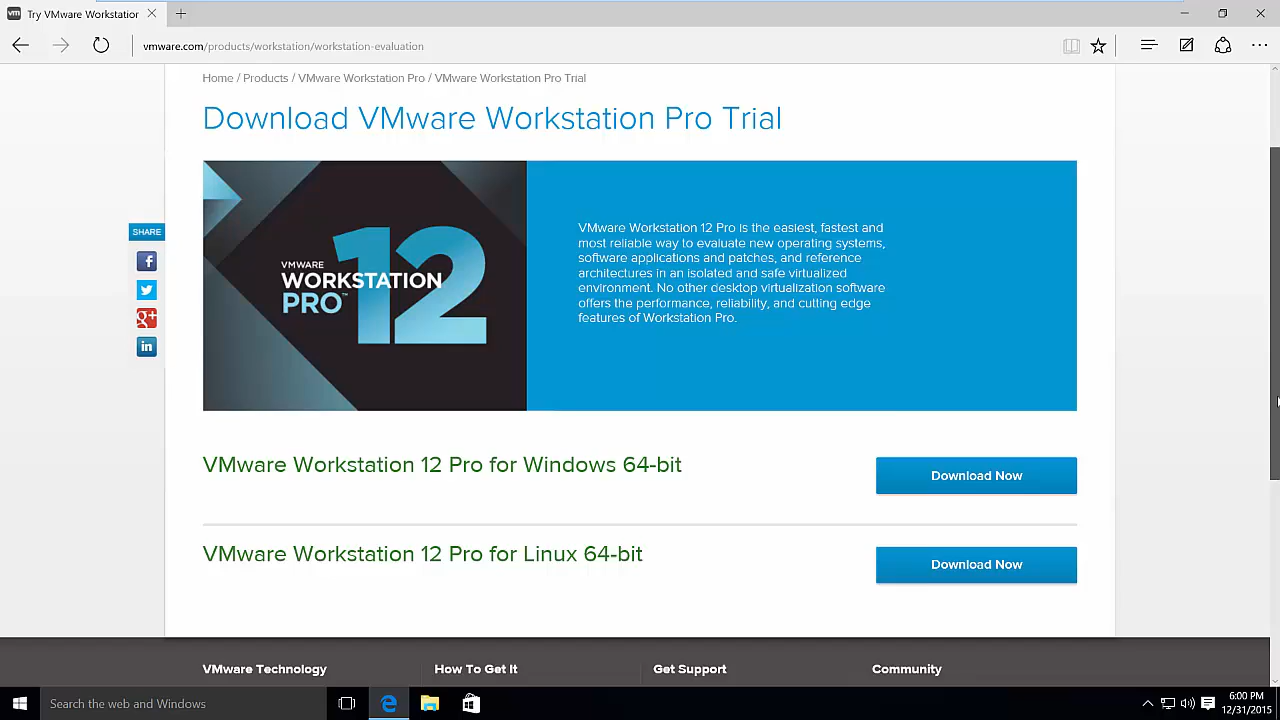 vm Try VMware Workstation
vmware.com/products/workstation/workstation-evaluation
Home / Products / VMware Workstation Pro / VMware Workstation Pro Trial
Download VMware Workstation Pro Trial
VMWARE
WORKSTATION
PRO™
12
VMware Workstation 12 Pro is the easiest, fastest and
most reliable way to evaluate new operating systems,
software applications and patches, and reference
architectures in an isolated and safe virtualized
environment. No other desktop virtualization software
offers the performance, reliability, and cutting edge
features of Workstation Pro.
SHARE
f
g+
in
VMware Workstation 12 Pro for Windows 64-bit
Download Now
VMware Workstation 12 Pro for Linux 64-bit
Download Now
VMware Technology
How To Get It
Get Support
Community
Search the web and Windows
6:00 PM
12/31/2015